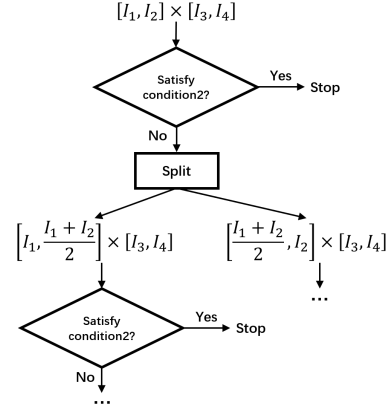 [I₁, I₂] × [I₃, I₄]
Satisfy
condition2?
Yes
Stop
No
Split
[I₁, (I₁ + I₂)/2] × [I₃, I₄]
[(I₁ + I₂)/2, I₂] × [I₃, I₄]
...
Satisfy
condition2?
Yes
Stop
No
...